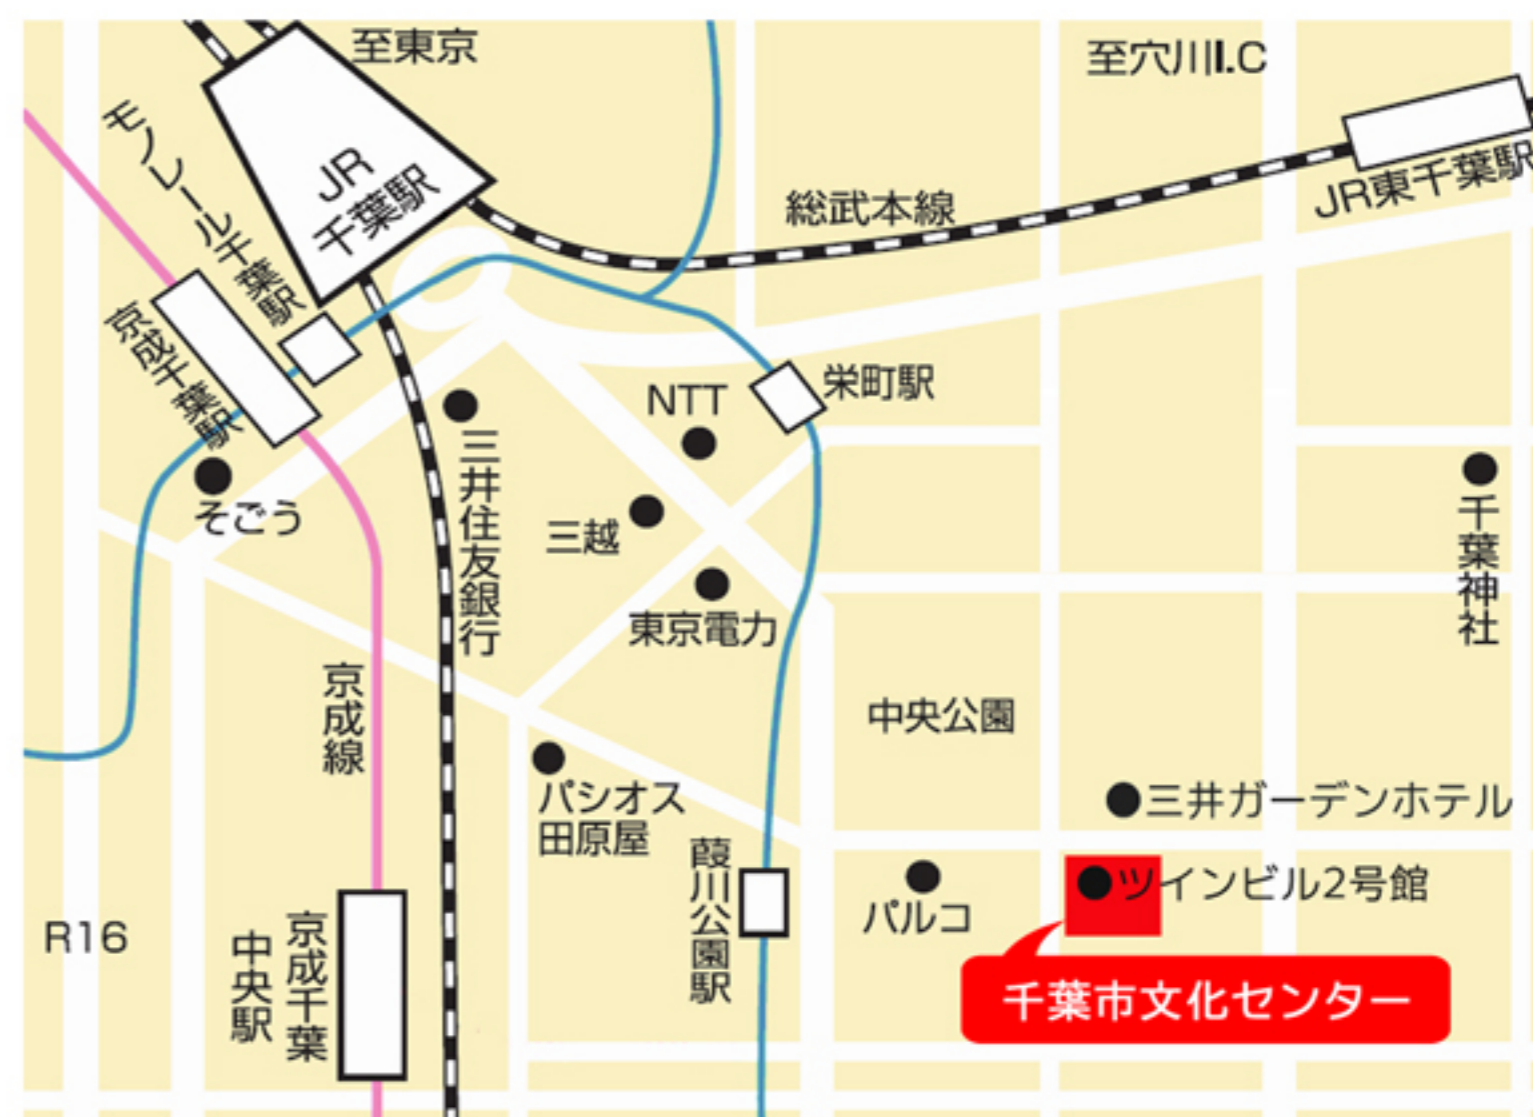 至東京
至穴川I.C
モノレール千葉駅
JR
千葉駅
総武本線
JR東千葉駅
京成千葉駅
NTT
栄町駅
そごう
三井住友銀行
三越
千葉神社
東京電力
京成線
中央公園
パシオス
田原屋
三井ガーデンホテル
葭川公園駅
パルコ
ツインビル2号館
R16
京成千葉
中央駅
千葉市文化センター